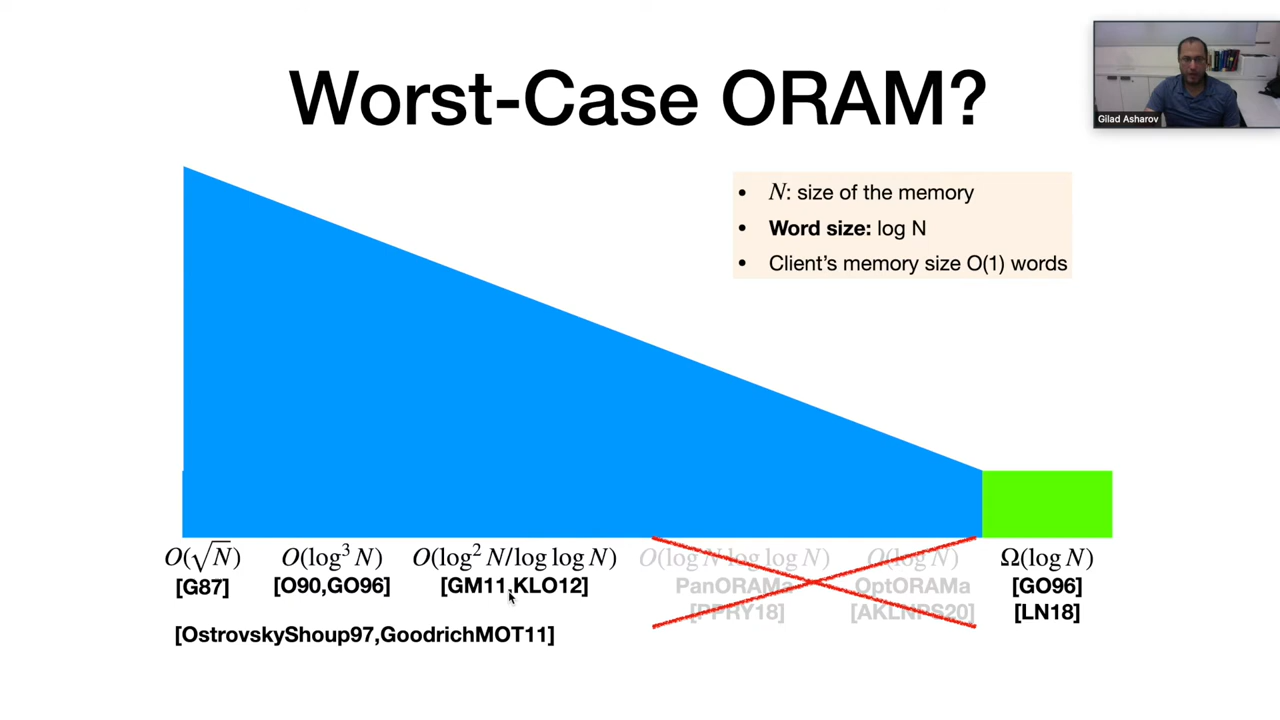 Worst-Case ORAM?
Gilad Asharov
• N: size of the memory
• Word size: log N
• Client's memory size O(1) words
O(√N) O(log³ N) O(log² N/log log N) O(log N log log N) O(log N) Ω(log N)
[G87] [O90,GO96] [GM11,KLO12] PanORAMa OptORAMa [GO96]
[PPRY18] [AKLNPS20] [LN18]
[OstrovskyShoup97,GoodrichMOT11]